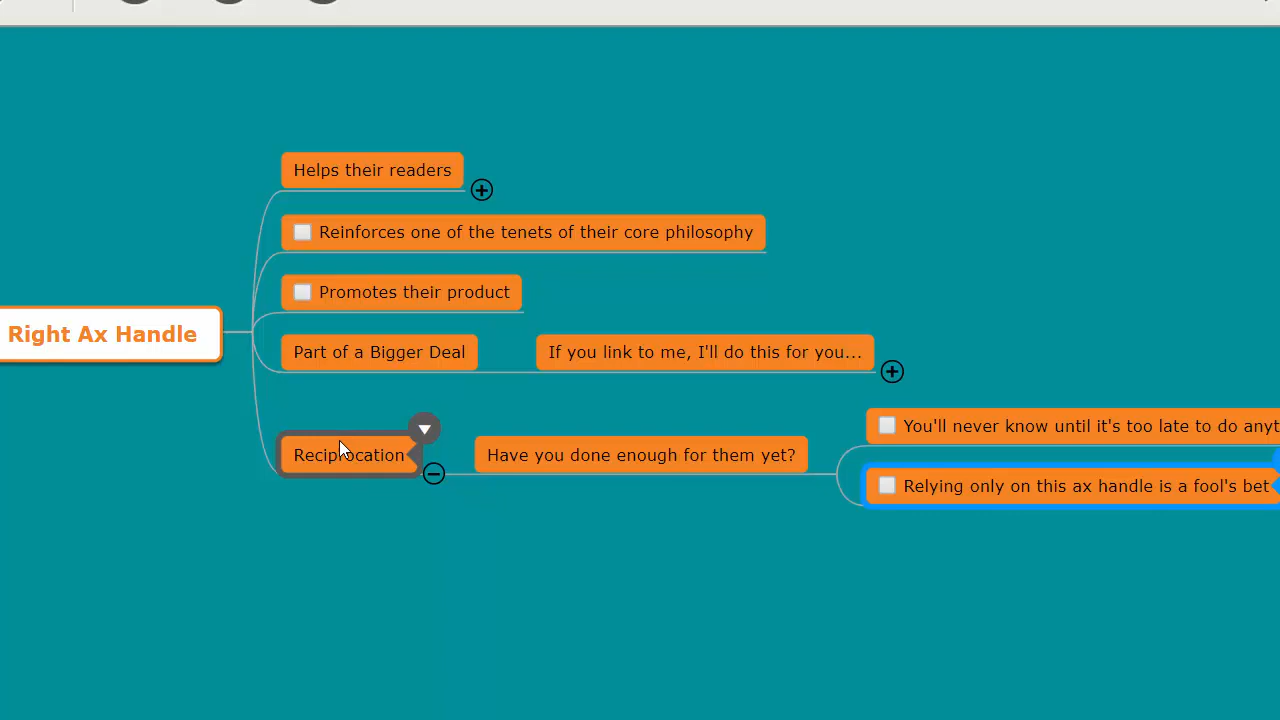 Helps their readers
Reinforces one of the tenets of their core philosophy
Promotes their product
Right Ax Handle
Part of a Bigger Deal
If you link to me, I'll do this for you...
You'll never know until it's too late to do
Reciprocation
Have you done enough for them yet?
Relying only on this ax handle is a fool's bet